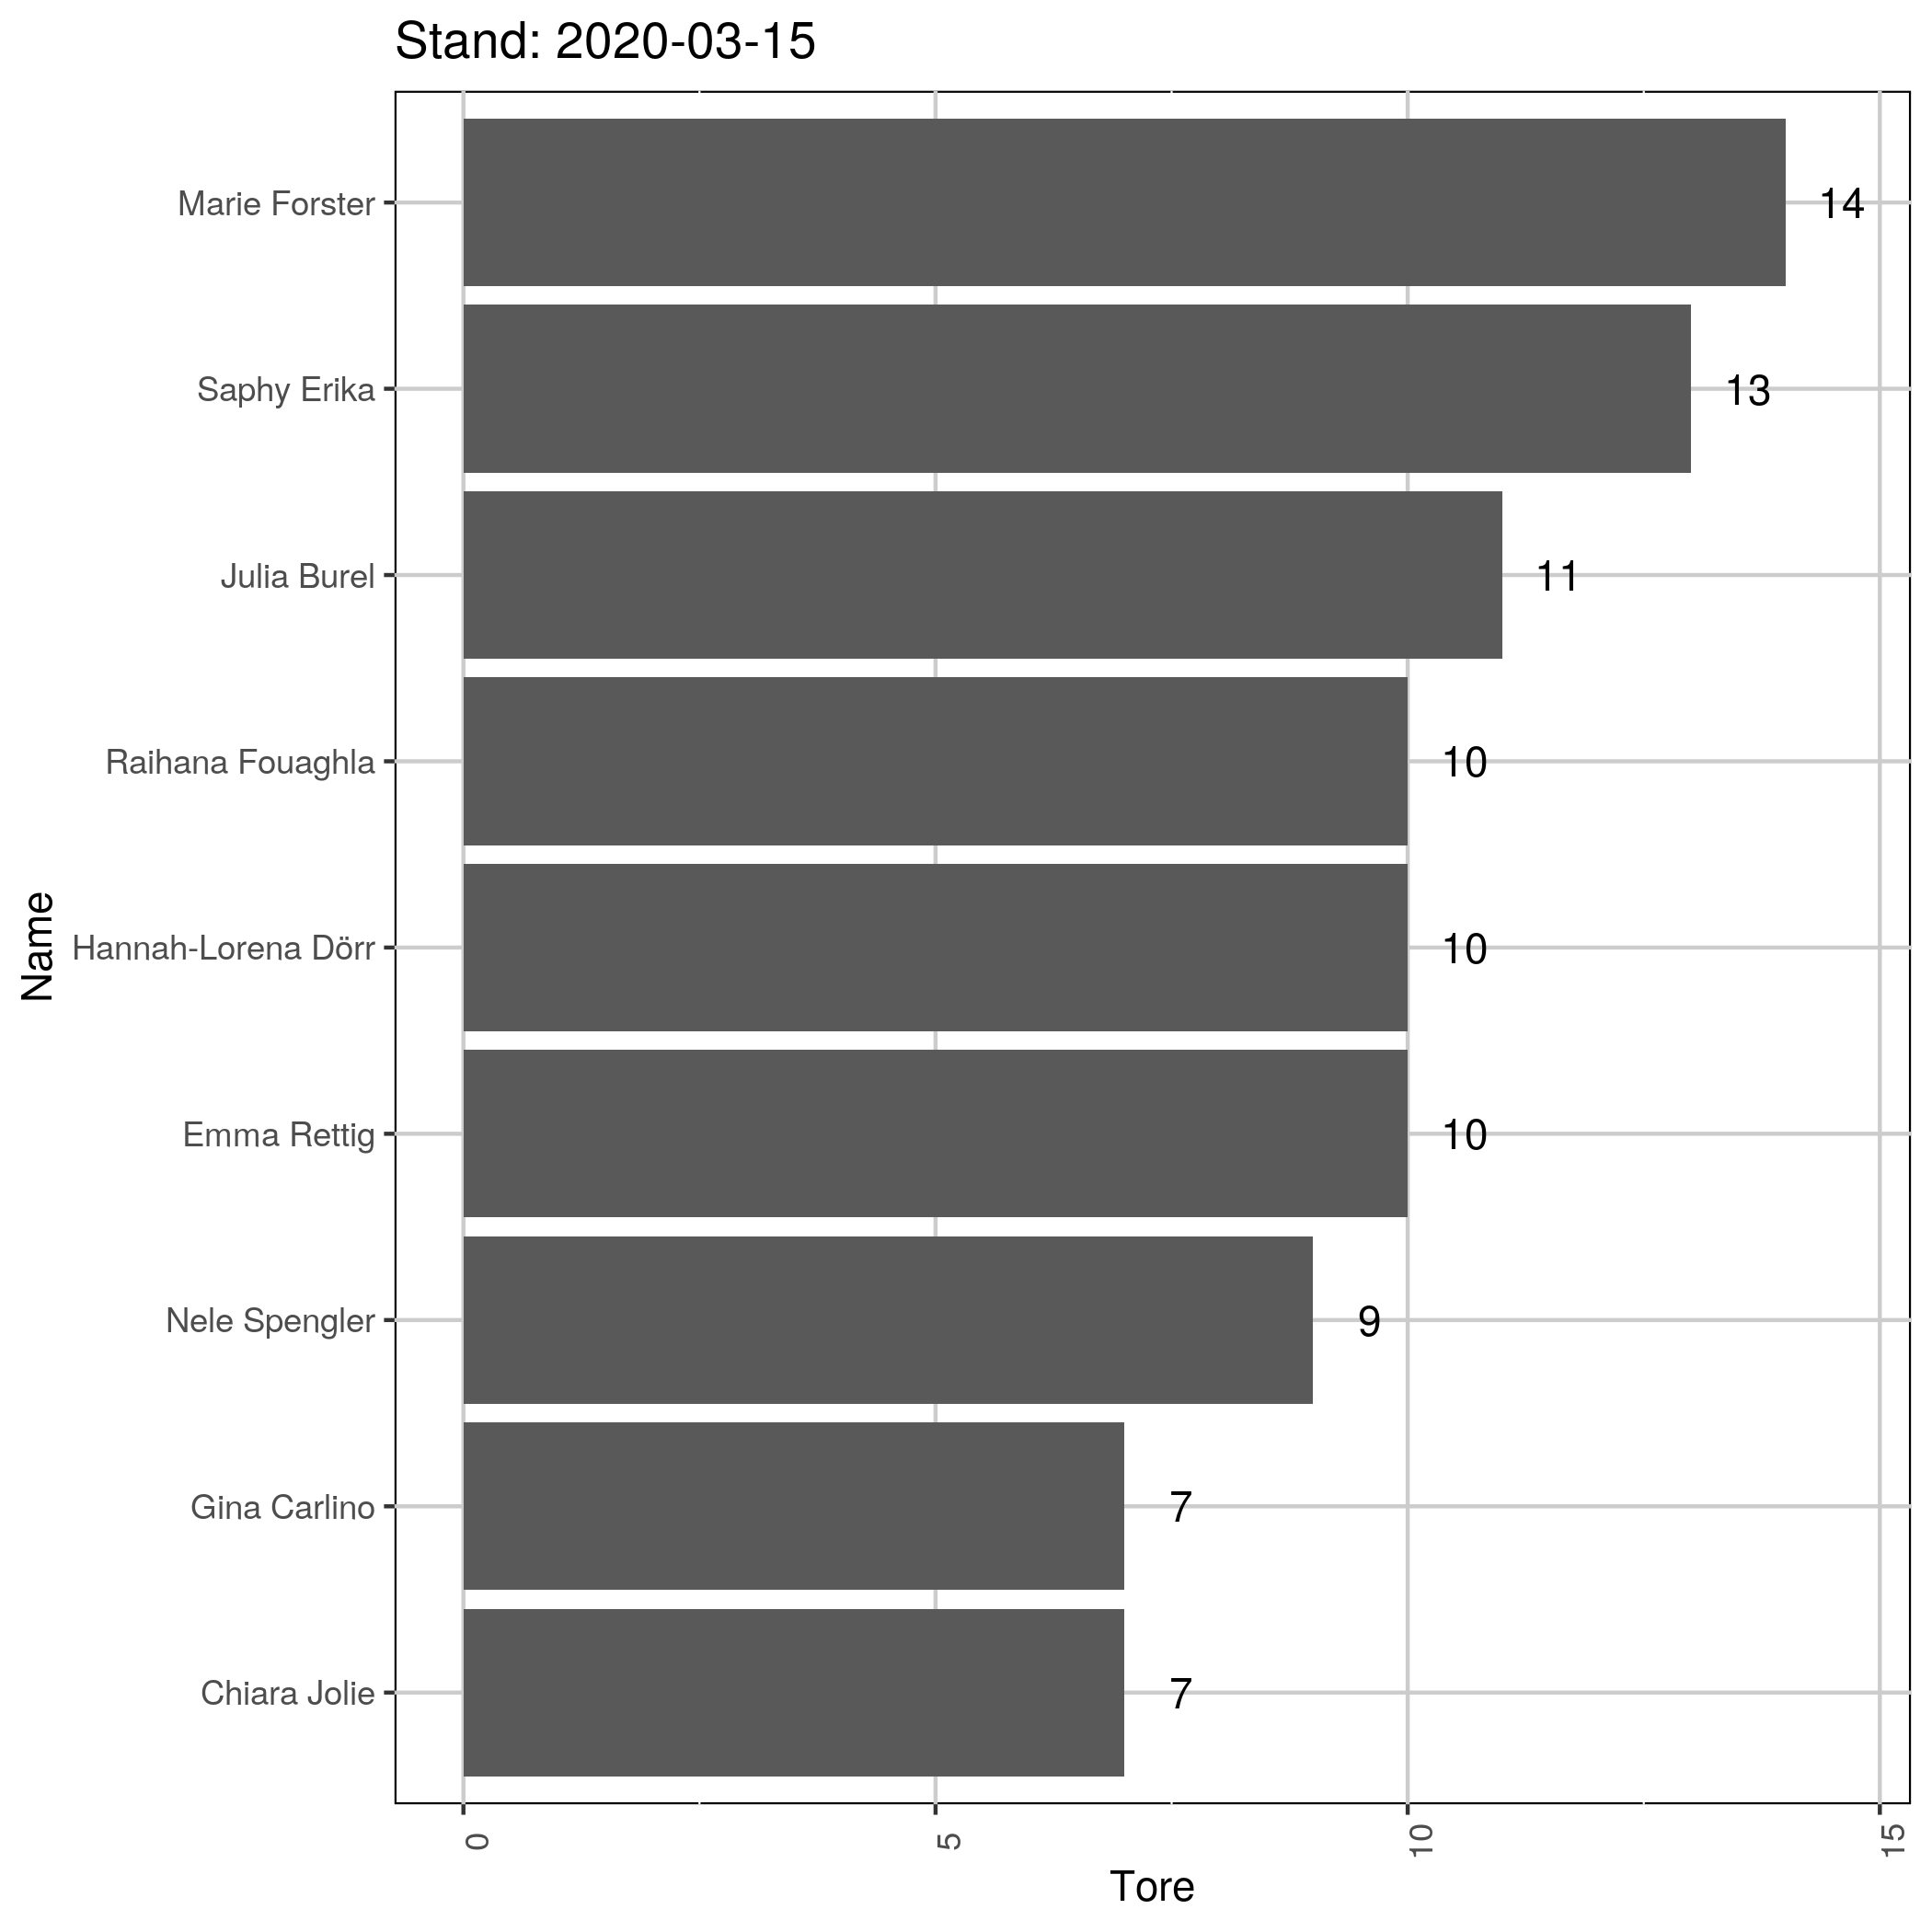 Stand: 2020-03-15
Marie Forster
14
Saphy Erika
13
Julia Burel
11
Raihana Fouaghla
10
Hannah-Lorena Dörr
10
Emma Rettig
10
Nele Spengler
9
Gina Carlino
7
Chiara Jolie
7
Name
0
5
10
15
Tore